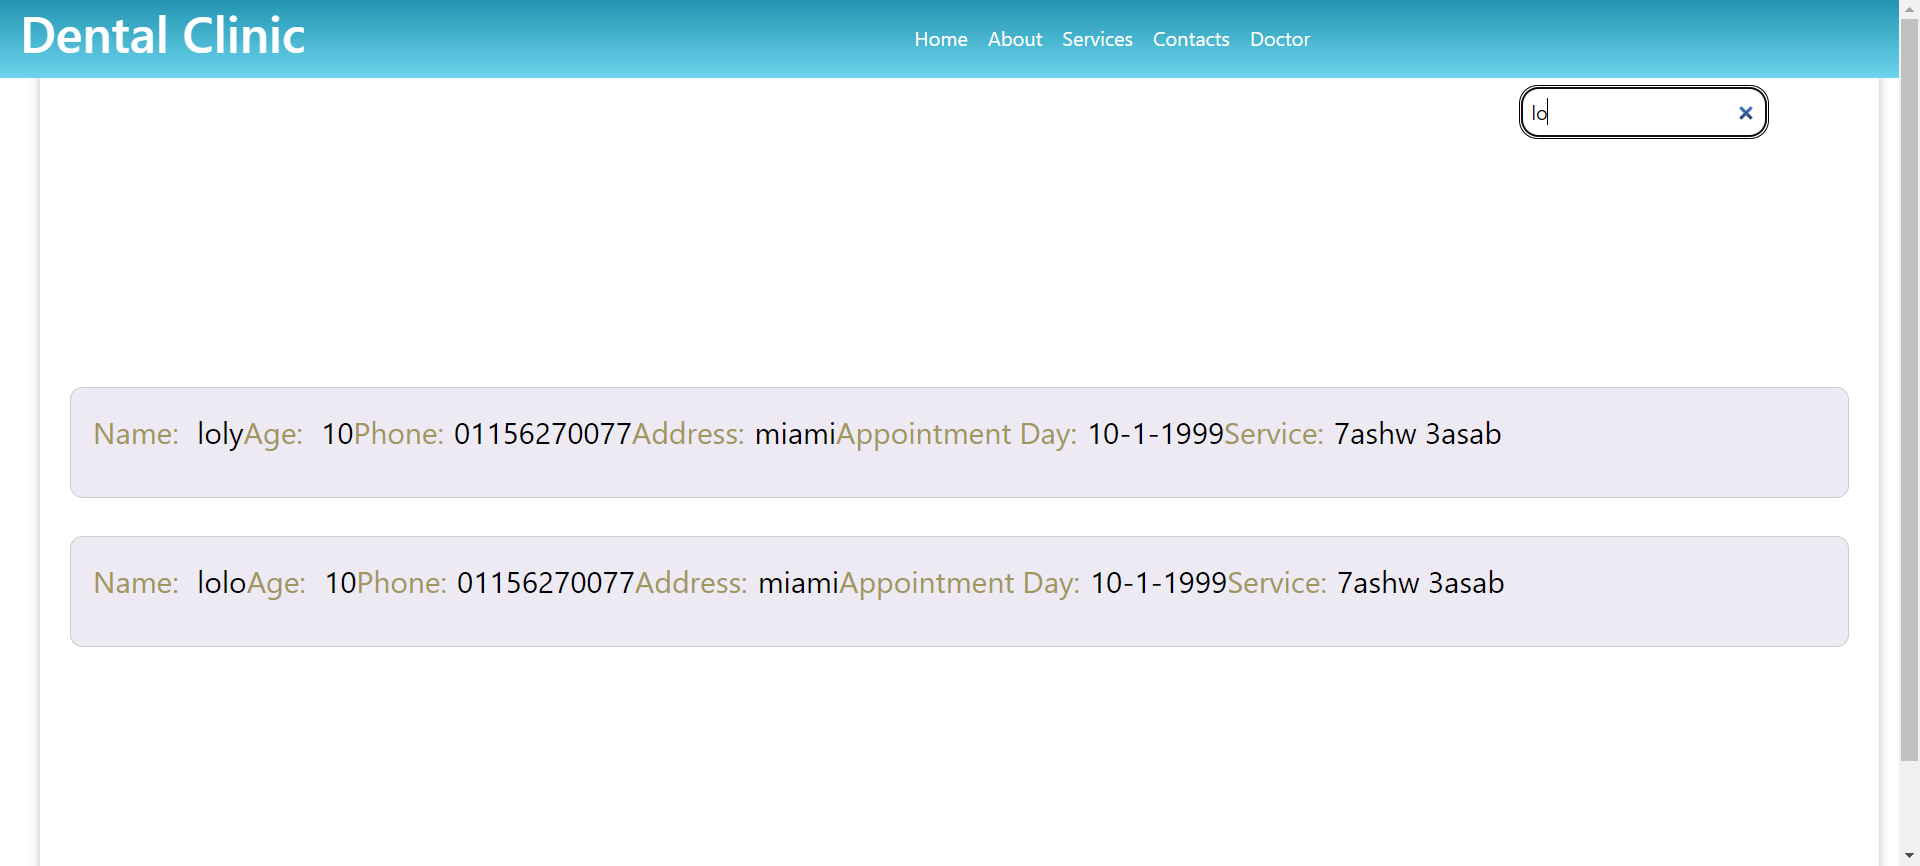 Dental Clinic
Home About Services Contacts Doctor
lo
Name: lolyAge: 10Phone: 01156270077Address: miamiAppointment Day: 10-1-1999Service: 7ashw 3asab
Name: loloAge: 10Phone: 01156270077Address: miamiAppointment Day: 10-1-1999Service: 7ashw 3asab